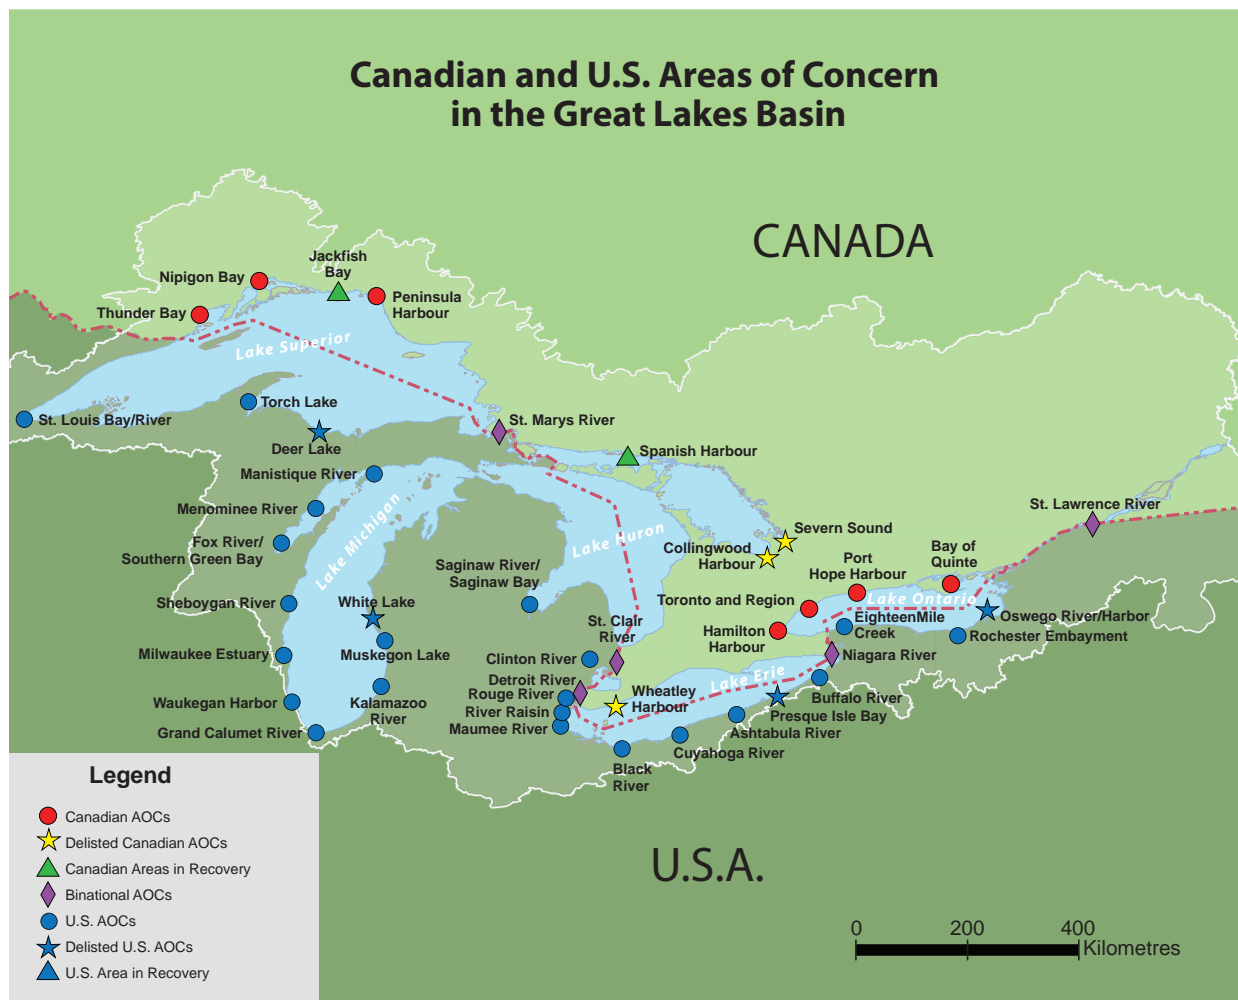 Canadian and U.S. Areas of Concern
in the Great Lakes Basin
CANADA
Jackfish
Bay
Nipigon Bay
Peninsula
Harbour
Thunder Bay
Lake Superior
Torch Lake
St. Louis Bay/River
St. Marys River
Deer Lake
Spanish Harbour
Manistique River
Lake Michigan
Menominee River
St. Lawrence River
Severn Sound
Fox River/
Southern Green Bay
Lake Huron
Collingwood
Harbour
Bay of
Quinte
Port
Hope Harbour
Saginaw River/
Saginaw Bay
Sheboygan River
White Lake
Toronto and Region
Lake Ontario
Oswego River/Harbor
St. Clair
River
EighteenMile
Creek
Hamilton
Harbour
Rochester Embayment
Milwaukee Estuary
Muskegon Lake
Clinton River
Niagara River
Detroit River
Lake Erie
Rouge River
Wheatley
Harbour
Buffalo River
Waukegan Harbor
Kalamazoo
River
River Raisin
Presque Isle Bay
Maumee River
Ashtabula River
Grand Calumet River
Cuyahoga River
Black
River
Legend
Canadian AOCs
Delisted Canadian AOCs
Canadian Areas in Recovery
Binational AOCs
U.S. AOCs
Delisted U.S. AOCs
U.S. Area in Recovery
U.S.A.
0 200 400
Kilometres